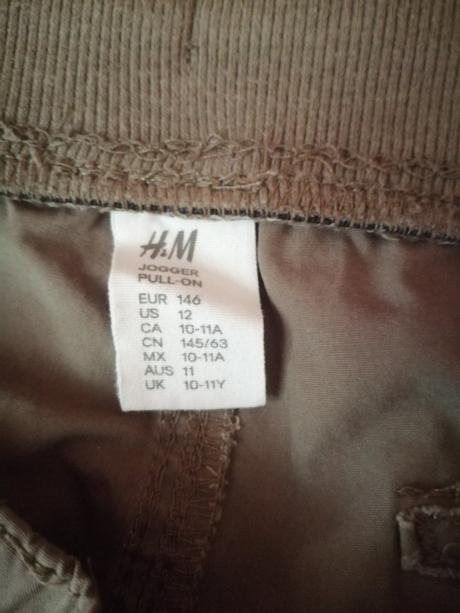 H&M
JOGGER
PULL-ON
EUR 146
US 12
CA 10-11A
CN 145/63
MX 10-11A
AUS 11
UK 10-11Y